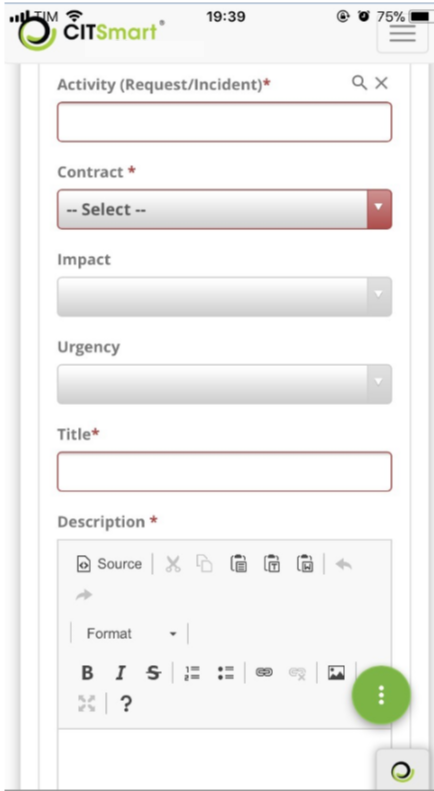 TIM 19:39 75%
CITSmart®
Activity (Request/Incident)*
Contract *
-- Select --
Impact
Urgency
Title*
Description *
Source
Format
B I S
?